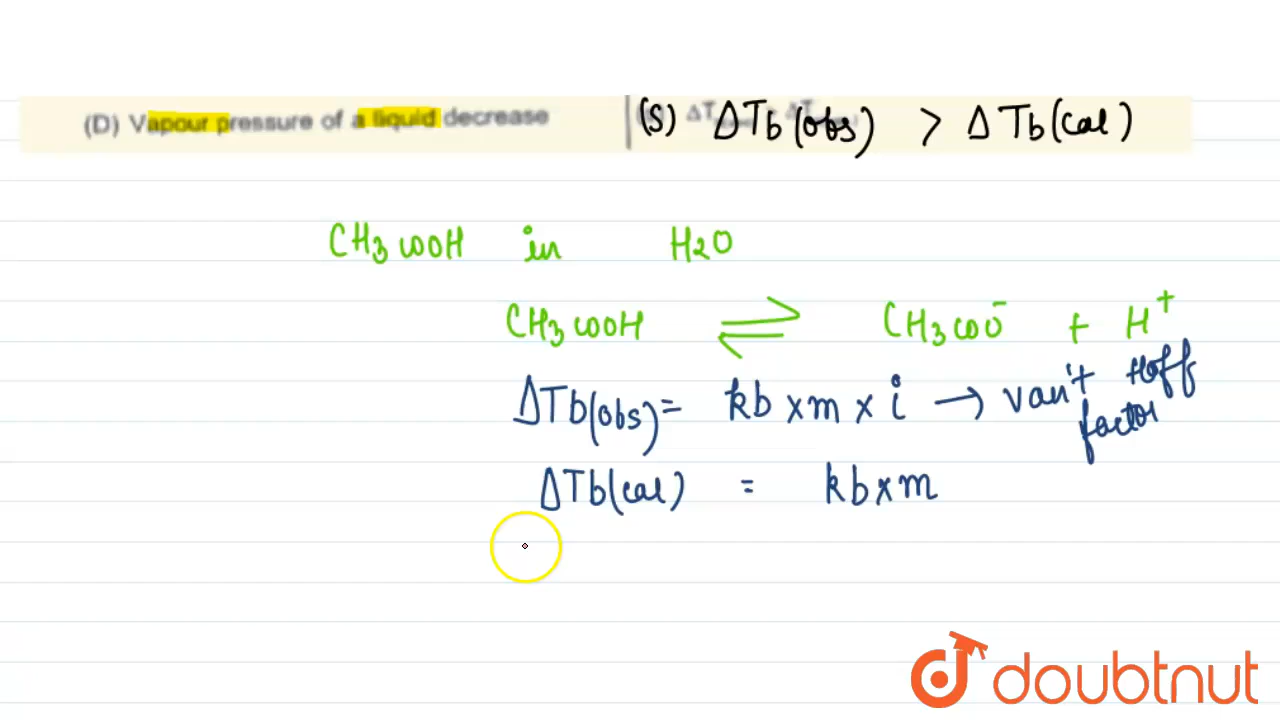 (D) Vapour pressure of a liquid decrease
(S) ΔTb(obs) > ΔTb(cal)
CH3COOH in H2O
CH3COOH ⇌ CH3COO⁻ + H⁺
ΔTb(obs) = kb × m × i → van't Hoff
factor
ΔTb(cal) = kb × m
doubtnut